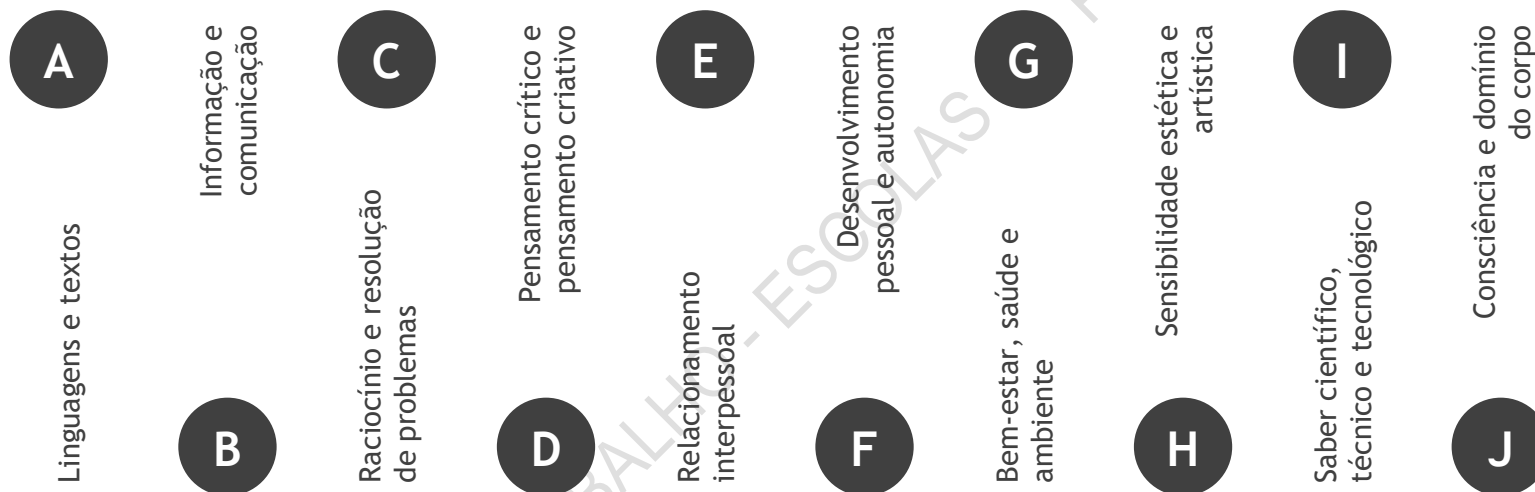 A
Linguagens e textos
Informação e
comunicação
B
C
Raciocínio e resolução
de problemas
Pensamento crítico e
pensamento criativo
D
E
Relacionamento
interpessoal
Desenvolvimento
pessoal e autonomia
F
G
Bem-estar, saúde e
ambiente
Sensibilidade estética e
artística
H
I
Saber científico,
técnico e tecnológico
Consciência e domínio
do corpo
J
ESCOLAS